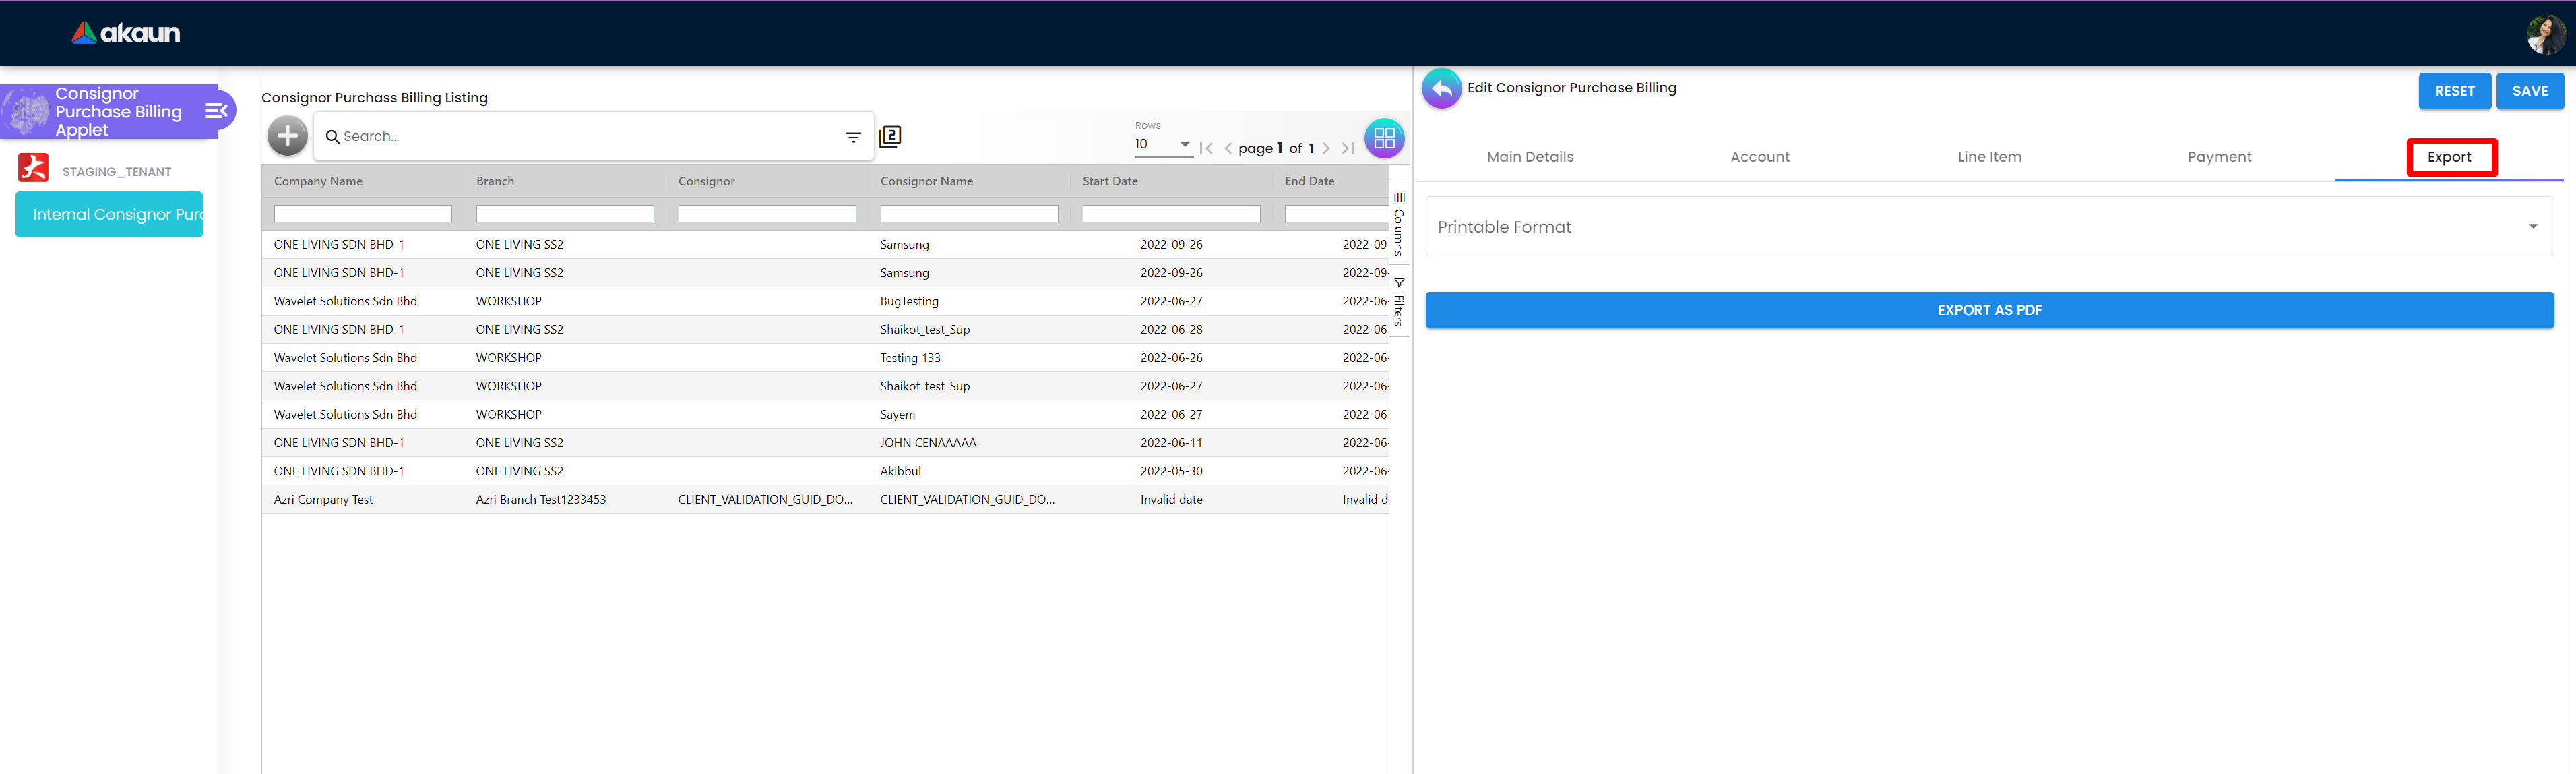 akaun
Consignor
Purchase Billing
Applet
STAGING_TENANT
Internal Consignor Purc
Consignor Purchass Billing Listing
Search...
2
Rows
10
page 1 of 1
Company Name Branch Consignor Consignor Name Start Date End Date
ONE LIVING SDN BHD-1 ONE LIVING SS2 Samsung 2022-09-26 2022-09-
ONE LIVING SDN BHD-1 ONE LIVING SS2 Samsung 2022-09-26 2022-09-
Wavelet Solutions Sdn Bhd WORKSHOP BugTesting 2022-06-27 2022-06-
ONE LIVING SDN BHD-1 ONE LIVING SS2 Shaikot_test_Sup 2022-06-28 2022-06-
Wavelet Solutions Sdn Bhd WORKSHOP Testing 133 2022-06-26 2022-06-
Wavelet Solutions Sdn Bhd WORKSHOP Shaikot_test_Sup 2022-06-27 2022-06-
Wavelet Solutions Sdn Bhd WORKSHOP Sayem 2022-06-27 2022-06-
ONE LIVING SDN BHD-1 ONE LIVING SS2 JOHN CENAAAAA 2022-06-11 2022-06-
ONE LIVING SDN BHD-1 ONE LIVING SS2 Akibbul 2022-05-30 2022-06-
Azri Company Test Azri Branch Test1233453 CLIENT_VALIDATION_GUID_DO... CLIENT_VALIDATION_GUID_DO... Invalid date Invalid d
Columns
Filters
Edit Consignor Purchase Billing
RESET SAVE
Main Details Account Line Item Payment Export
Printable Format
EXPORT AS PDF